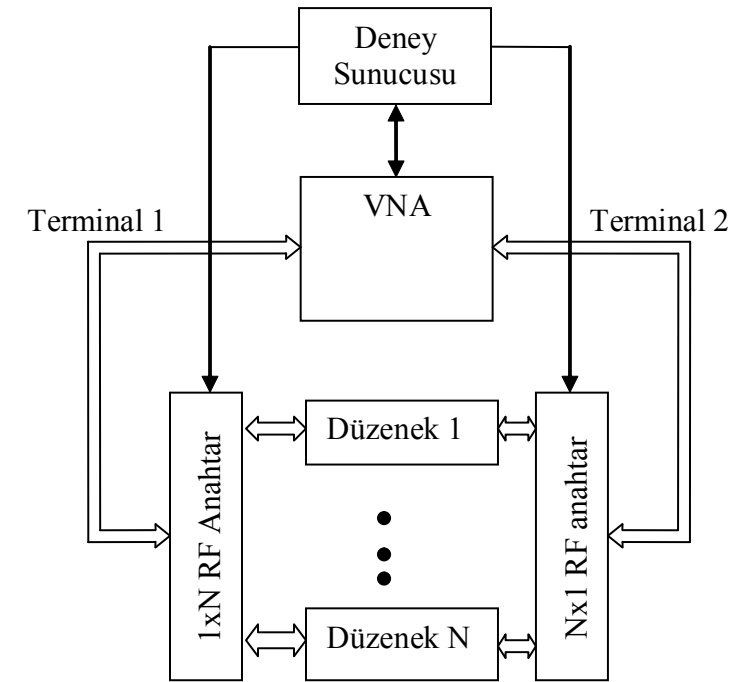 Deney
Sunucusu
VNA
Terminal 1
Terminal 2
1xN RF Anahtar
Düzenek 1
Nx1 RF anahtar
Düzenek N